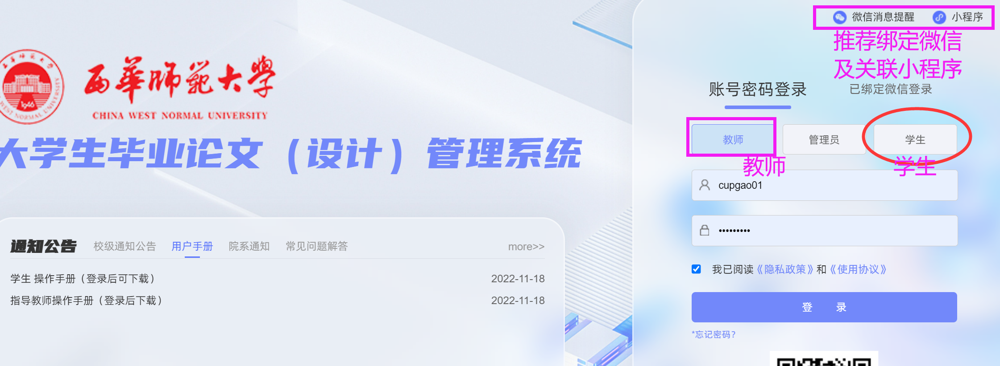 微信消息提醒 小程序
推荐绑定微信
及关联小程序
西華師範大學
CHINA WEST NORMAL UNIVERSITY
1946
大学生毕业论文（设计）管理系统
账号密码登录 已绑定微信登录
教师 管理员 学生
教师 学生
cupgao01
•••••••••
我已阅读《隐私政策》和《使用协议》
登 录
*忘记密码?
通知公告 校级通知公告 用户手册 院系通知 常见问题解答 more>>
学生 操作手册（登录后可下载） 2022-11-18
指导教师操作手册（登录后下载） 2022-11-18